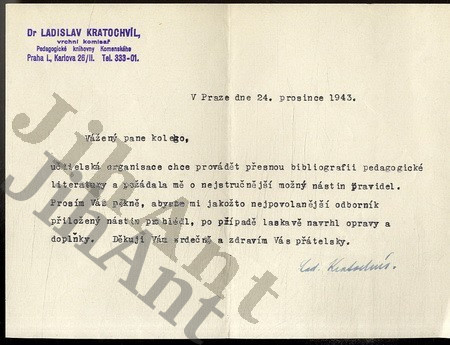 Dr LADISLAV KRATOCHVÍL,
vrchní komisař
Pedagogické knihovny Komenského
Praha I., Karlova 26/II. Tel. 333-01.
V Praze dne 24. prosince 1943.
Vážený pane kolego,
učitelská organisace chce provádět přesnou bibliografii pedagogické
literatury a požádala mě o nejstručnější možný nástin pravidel.
Prosím Vás pěkně, abyste mi jakožto nejpovolanější odborník
přiložený nástin prohlédl, po případě laskavě navrhl opravy a
doplňky. Děkuji Vám srdečně a zdravím Vás přátelsky.
Lad. Kratochvíl.
JihAnt
JihAnt